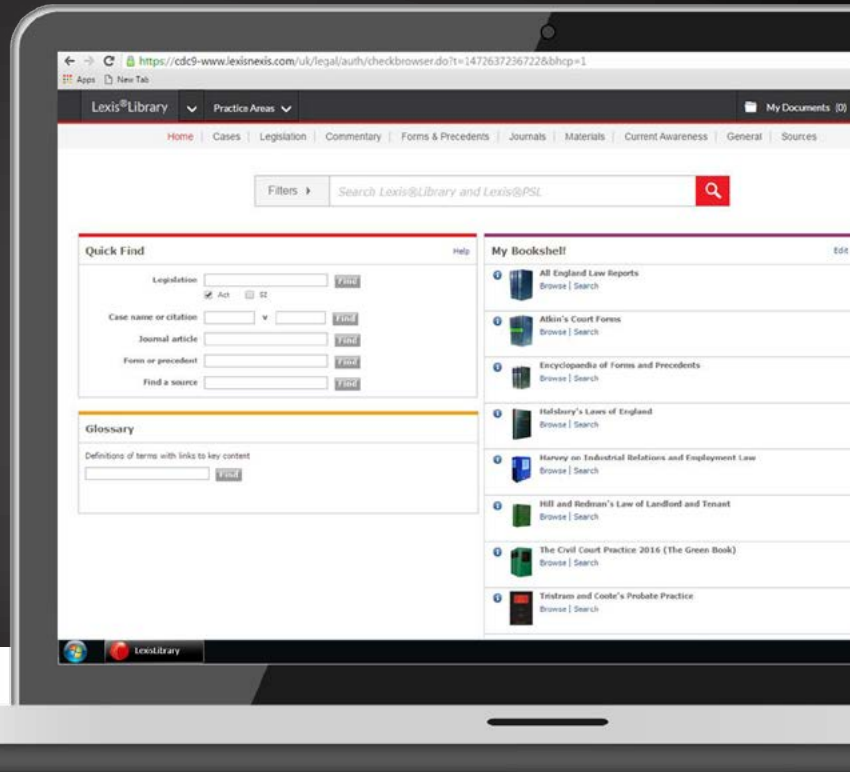 https://cdc9-www.lexisnexis.com/uk/legal/auth/checkbrowser.do?t=1472637236722&bhcp=1
Apps New Tab
Lexis®Library Practice Areas My Documents (0)
Home | Cases | Legislation | Commentary | Forms & Precedents | Journals | Materials | Current Awareness | General | Sources
Filters Search Lexis®Library and Lexis®PSL
Quick Find Help
Legislation Find
Act SI
Case name or citation v Find
Journal article Find
Form or precedent Find
Find a source Find
Glossary
Definitions of terms with links to key content
Find
My Bookshelf Edit
All England Law Reports
Browse | Search
Atkin's Court Forms
Browse | Search
Encyclopaedia of Forms and Precedents
Browse | Search
Halsbury's Laws of England
Browse | Search
Harvey on Industrial Relations and Employment Law
Browse | Search
Hill and Redman's Law of Landlord and Tenant
Browse | Search
The Civil Court Practice 2016 (The Green Book)
Browse | Search
Tristram and Coote's Probate Practice
Browse | Search
LexisLibrary